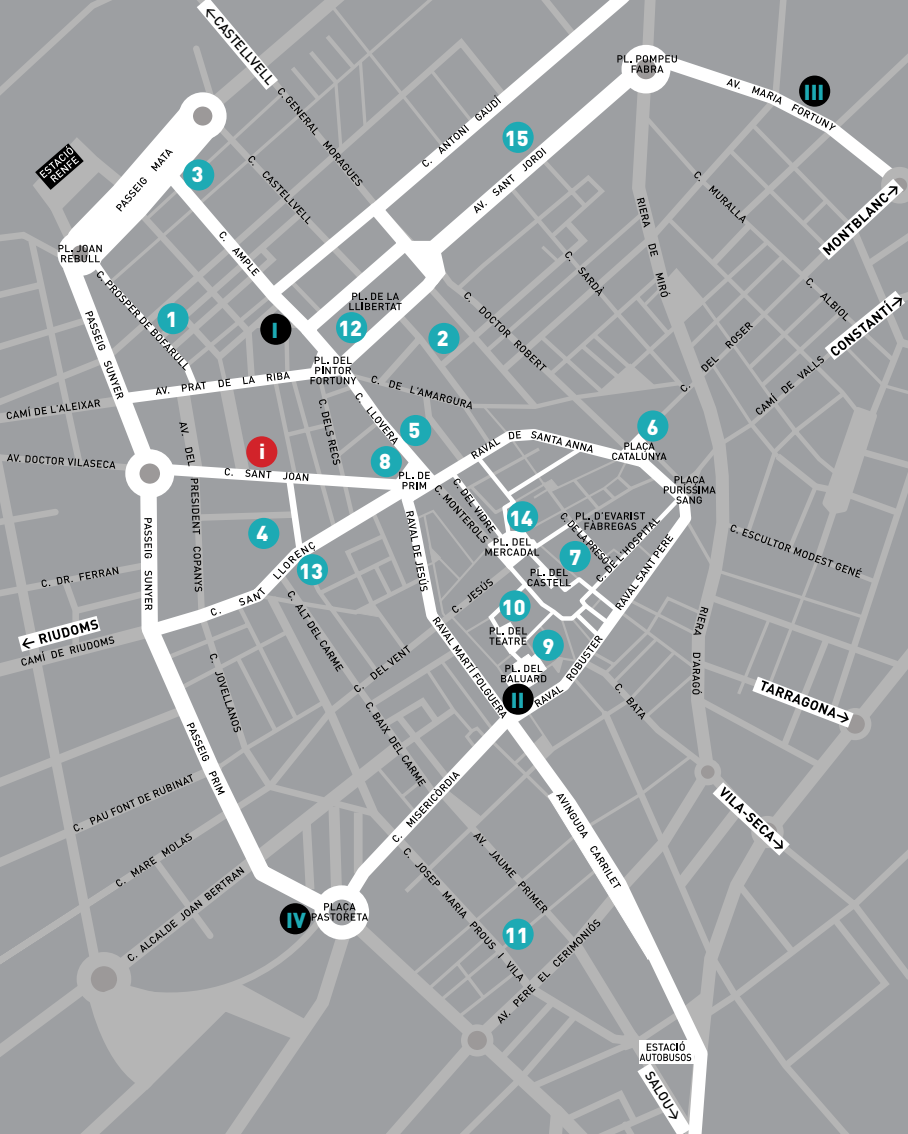 ←CASTELLVELL
PL. POMPEU
FABRA
AV. MARIA FORTUNY
III
C. GENERAL MORAGUES
C. ANTONI GAUDÍ
15
AV. SANT JORDI
ESTACIÓ
RENFE
PASSEIG MATA
3
C. CASTELLVELL
C. MURALLA
MONTBLANC→
RIERA DE MIRÓ
PL. JOAN
REBULL
C. AMPLE
C. SARDÀ
C. PROSPER DE BOFARULL
PL. DE LA
LLIBERTAT
C. ALBIOL
CONSTANTÍ→
1
I
12
2
C. DOCTOR ROBERT
C. DEL ROSER
PASSEIG SUNYER
PL. DEL
PINTOR
FORTUNY
CAMÍ DE VALLS
AV. PRAT DE LA RIBA
C. DE L'AMARGURA
CAMÍ DE L'ALEIXAR
C. LLOVERA
C. DELS RECS
5
RAVAL DE SANTA ANNA
6
PLAÇA
CATALUNYA
AV. DEL PRESIDENT COPANYS
AV. DOCTOR VILASECA
i
C. SANT JOAN
8
PL. DE
PRIM
PLAÇA
PURÍSSIMA
SANG
C. DEL VIDRE
C. MONTEROLS
14
PL. D'EVARIST
FÀBREGAS
C. DE LA PRESÓ
C. DE L'HOSPITAL
C. ESCULTOR MODEST GENÉ
PASSEIG SUNYER
4
RAVAL DE JESÚS
PL. DEL
MERCADAL
7
C. DR. FERRAN
C. SANT LLORENÇ
13
PL. DEL
CASTELL
RAVAL SANT PERE
C. JESÚS
10
← RIUDOMS
CAMÍ DE RIUDOMS
C. ALT DEL CARME
PL. DEL
TEATRE
9
RIERA D'ARAGÓ
RAVAL MARTÍ FOLGUERA
RAVAL ROBUSTER
C. JOVELLANOS
C. DEL VENT
PL. DEL
BALUARD
II
C. BATA
TARRAGONA→
C. BAIX DEL CARME
PASSEIG PRIM
C. PAU FONT DE RUBINAT
C. MISERICÒRDIA
AVINGUDA CARRILET
VILA-SECA→
C. MARE MOLAS
AV. JAUME PRIMER
C. JOSEP MARIA PROUS I VILA
C. ALCALDE JOAN BERTRAN
IV
PLAÇA
PASTORETA
11
AV. PERE EL CERIMONIÓS
ESTACIÓ
AUTOBUSOS
SALOU→